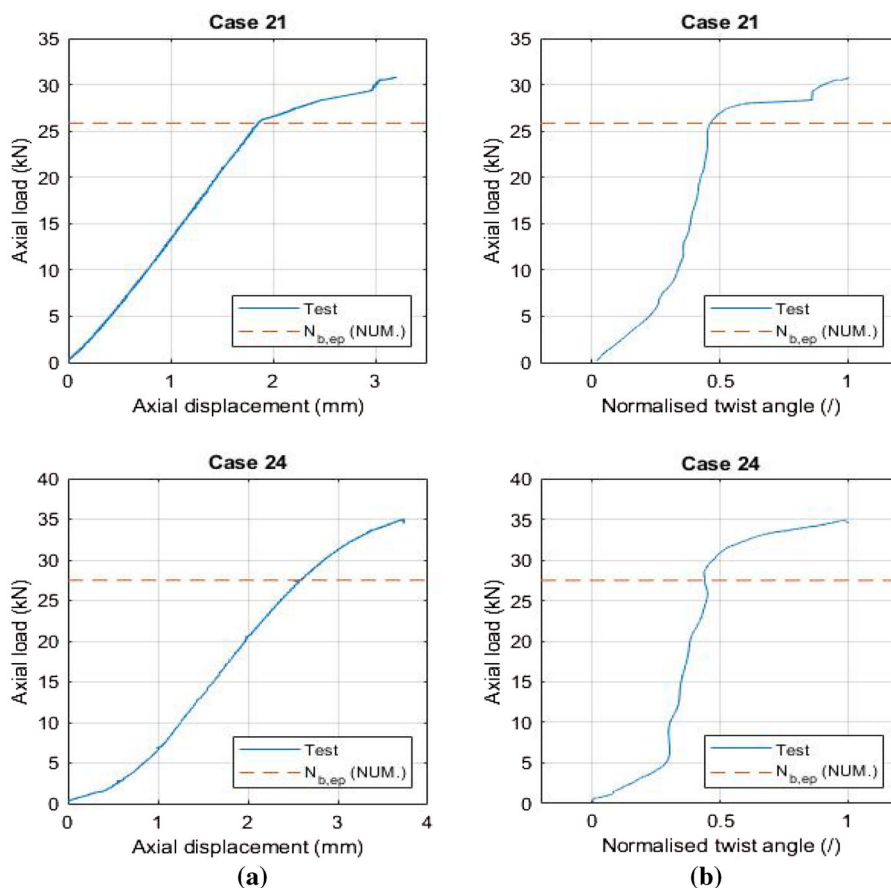 Case 21
35
30
25
20
15
10
5
0
Axial load (kN)
Test
N_b,ep (NUM.)
0 1 2 3
Axial displacement (mm)
Case 21
35
30
25
20
15
10
5
0
Axial load (kN)
Test
N_b,ep (NUM.)
0 0.5 1
Normalised twist angle (/)
Case 24
40
35
30
25
20
15
10
5
0
Axial load (kN)
Test
N_b,ep (NUM.)
0 1 2 3 4
Axial displacement (mm)
(a)
Case 24
40
35
30
25
20
15
10
5
0
Axial load (kN)
Test
N_b,ep (NUM.)
0 0.5 1
Normalised twist angle (/)
(b)